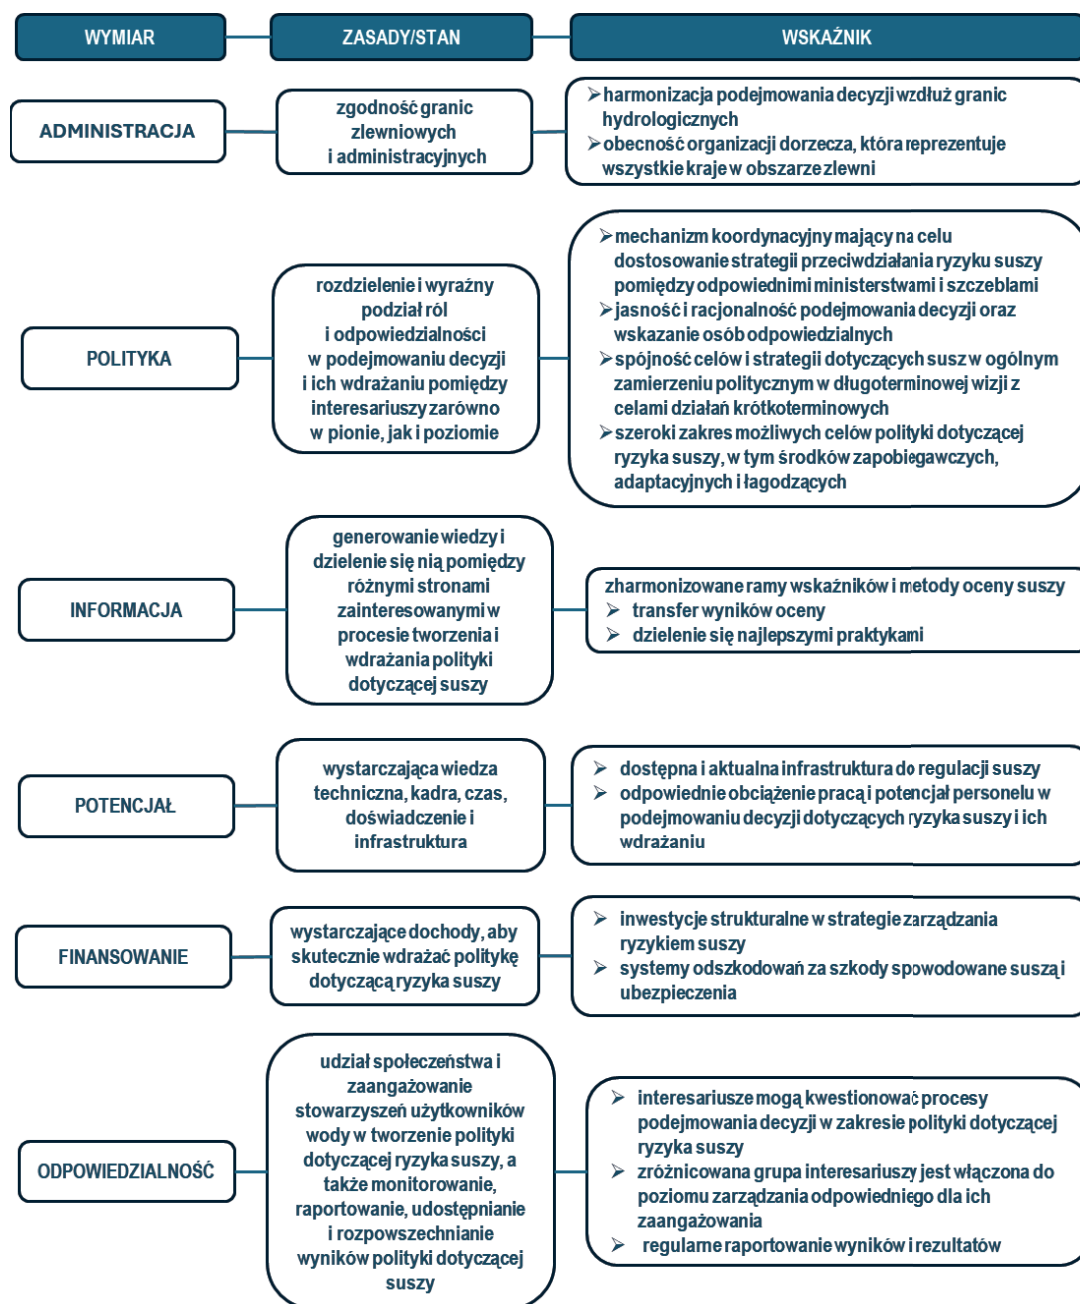 WYMIAR
ZASADY/STAN
WSKAŹNIK
ADMINISTRACJA
zgodność granic
zlewniowych
i administracyjnych
➢harmonizacja podejmowania decyzji wzdłuż granic
hydrologicznych
➢obecność organizacji dorzecza, która reprezentuje
wszystkie kraje w obszarze zlewni
POLITYKA
rozdzielenie i wyraźny
podział ról
i odpowiedzialności
w podejmowaniu decyzji
i ich wdrażaniu pomiędzy
interesariuszy zarówno
w pionie, jak i poziomie
➢mechanizm koordynacyjny mający na celu
dostosowanie strategii przeciwdziałania ryzyku suszy
pomiędzy odpowiednimi ministerstwami i szczeblami
➢jasność i racjonalność podejmowania decyzji oraz
wskazanie osób odpowiedzialnych
➢spójność celów i strategii dotyczących susz w ogólnym
zamierzeniu politycznym w długoterminowej wizji z
celami działań krótkoterminowych
➢szeroki zakres możliwych celów polityki dotyczącej
ryzyka suszy, w tym środków zapobiegawczych,
adaptacyjnych i łagodzących
INFORMACJA
generowanie wiedzy i
dzielenie się nią pomiędzy
różnymi stronami
zainteresowanymi w
procesie tworzenia i
wdrażania polityki
dotyczącej suszy
zharmonizowane ramy wskaźników i metody oceny suszy
➢ transfer wyników oceny
➢ dzielenie się najlepszymi praktykami
POTENCJAŁ
wystarczająca wiedza
techniczna, kadra, czas,
doświadczenie i
infrastruktura
➢ dostępna i aktualna infrastruktura do regulacji suszy
➢ odpowiednie obciążenie pracą i potencjał personelu w
podejmowaniu decyzji dotyczących ryzyka suszy i ich
wdrażaniu
FINANSOWANIE
wystarczające dochody, aby
skutecznie wdrażać politykę
dotyczącą ryzyka suszy
➢ inwestycje strukturalne w strategie zarządzania
ryzykiem suszy
➢ systemy odszkodowań za szkody spowodowane suszą i
ubezpieczenia
ODPOWIEDZIALNOŚĆ
udział społeczeństwa i
zaangażowanie
stowarzyszeń użytkowników
wody w tworzenie polityki
dotyczącej ryzyka suszy, a
także monitorowanie,
raportowanie, udostępnianie
i rozpowszechnianie
wyników polityki dotyczącej
suszy
➢ interesariusze mogą kwestionować procesy
podejmowania decyzji w zakresie polityki dotyczącej
ryzyka suszy
➢ zróżnicowana grupa interesariuszy jest włączona do
poziomu zarządzania odpowiedniego dla ich
zaangażowania
➢ regularne raportowanie wyników i rezultatów